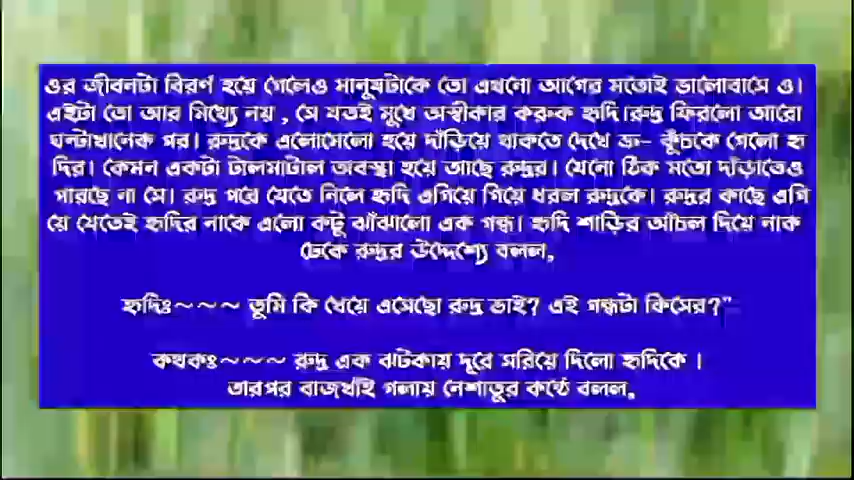 ওর জীবনটা বিবর্ণ হয়ে গেলেও মানুষটাকে তো এখনো আগের মতোই ভালোবাসে ও।
এইটা তো আর মিথ্যে নয় , সে যতই মুখে অস্বীকার করুক হৃদি।রুদ্র ফিরলো আরো
ঘন্টাখানেক পর। রুদ্রকে এলোমেলো হয়ে দাঁড়িয়ে থাকতে দেখে ভ্রু- কুঁচকে গেলো হৃ
দির। কেমন একটা টালমাটাল অবস্থা হয়ে আছে রুদ্রর। যেনো ঠিক মতো দাঁড়াতেও
পারছে না সে। রুদ্র পরে যেতে নিলে হৃদি এগিয়ে গিয়ে ধরল রুদ্রকে। রুদ্রর কাছে এগি
য়ে যেতেই হৃদির নাকে এলো কটু ঝাঁঝালো এক গন্ধ। হৃদি শাড়ির আঁচল দিয়ে নাক
ঢেকে রুদ্রর উদ্দেশ্যে বলল,
হৃদিঃ~~~ তুমি কি খেয়ে এসেছো রুদ্র ভাই? এই গন্ধটা কিসের?"
কথকঃ~~~ রুদ্র এক ঝটকায় দূরে সরিয়ে দিলো হৃদিকে ।
তারপর বাজখাঁই গলায় নেশাতুর কণ্ঠে বলল,